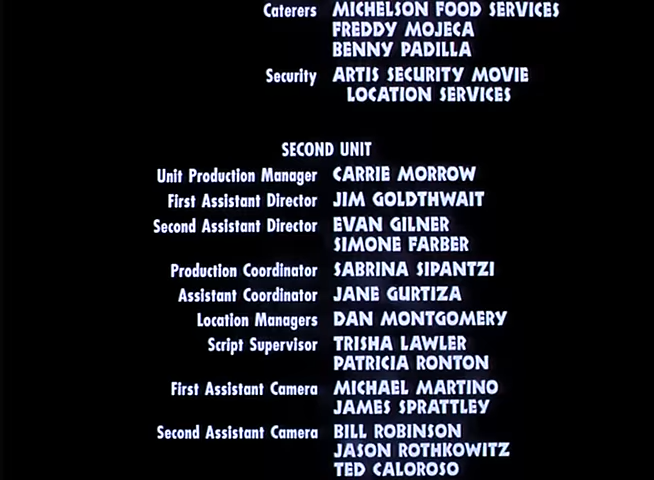 Caterers MICHELSON FOOD SERVICES
FREDDY MOJECA
BENNY PADILLA
Security ARTIS SECURITY MOVIE
LOCATION SERVICES
SECOND UNIT
Unit Production Manager CARRIE MORROW
First Assistant Director JIM GOLDTHWAIT
Second Assistant Director EVAN GILNER
SIMONE FARBER
Production Coordinator SABRINA SIPANTZI
Assistant Coordinator JANE GURTIZA
Location Managers DAN MONTGOMERY
Script Supervisor TRISHA LAWLER
PATRICIA RONTON
First Assistant Camera MICHAEL MARTINO
JAMES SPRATTLEY
Second Assistant Camera BILL ROBINSON
JASON ROTHKOWITZ
TED CALOROSO